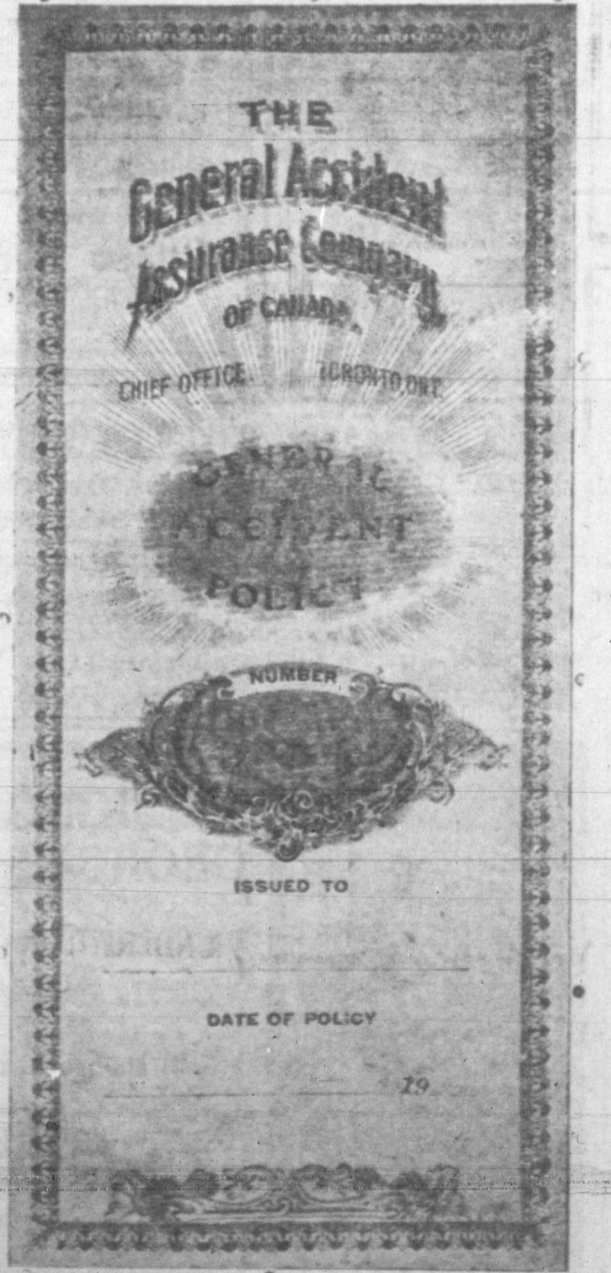 THE
General Accident
Assurance Company
OF CANADA.
CHIEF OFFICE. TORONTO, ONT.
GENERAL
ACCIDENT
POLICY
NUMBER
ISSUED TO
DATE OF POLICY
19